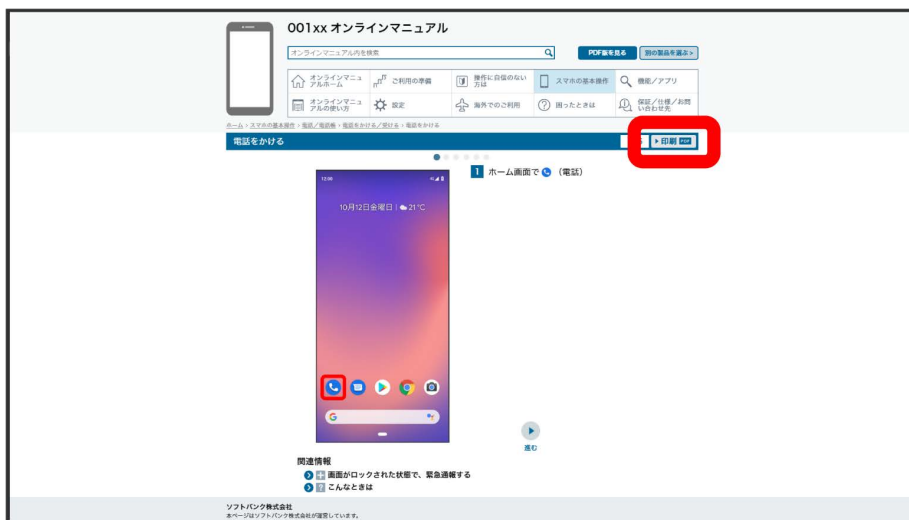 001xx オンラインマニュアル
オンラインマニュアル内を検索
PDF版を見る
別の製品を選ぶ >
オンラインマニュアルホーム
ご利用の準備
操作に自信のない方は
スマホの基本操作
機能/アプリ
オンラインマニュアルの使い方
設定
海外でのご利用
困ったときは
保証/仕様/お問い合わせ先
ホーム > スマホの基本操作 > 電話/電話帳 > 電話をかける/受ける > 電話をかける
電話をかける
印刷 PDF
1 ホーム画面で (電話)
12:00
10月12日金曜日 | 21℃
G
進む
関連情報
画面がロックされた状態で、緊急通報する
? こんなときは
ソフトバンク株式会社
本ページはソフトバンク株式会社が運営しています。